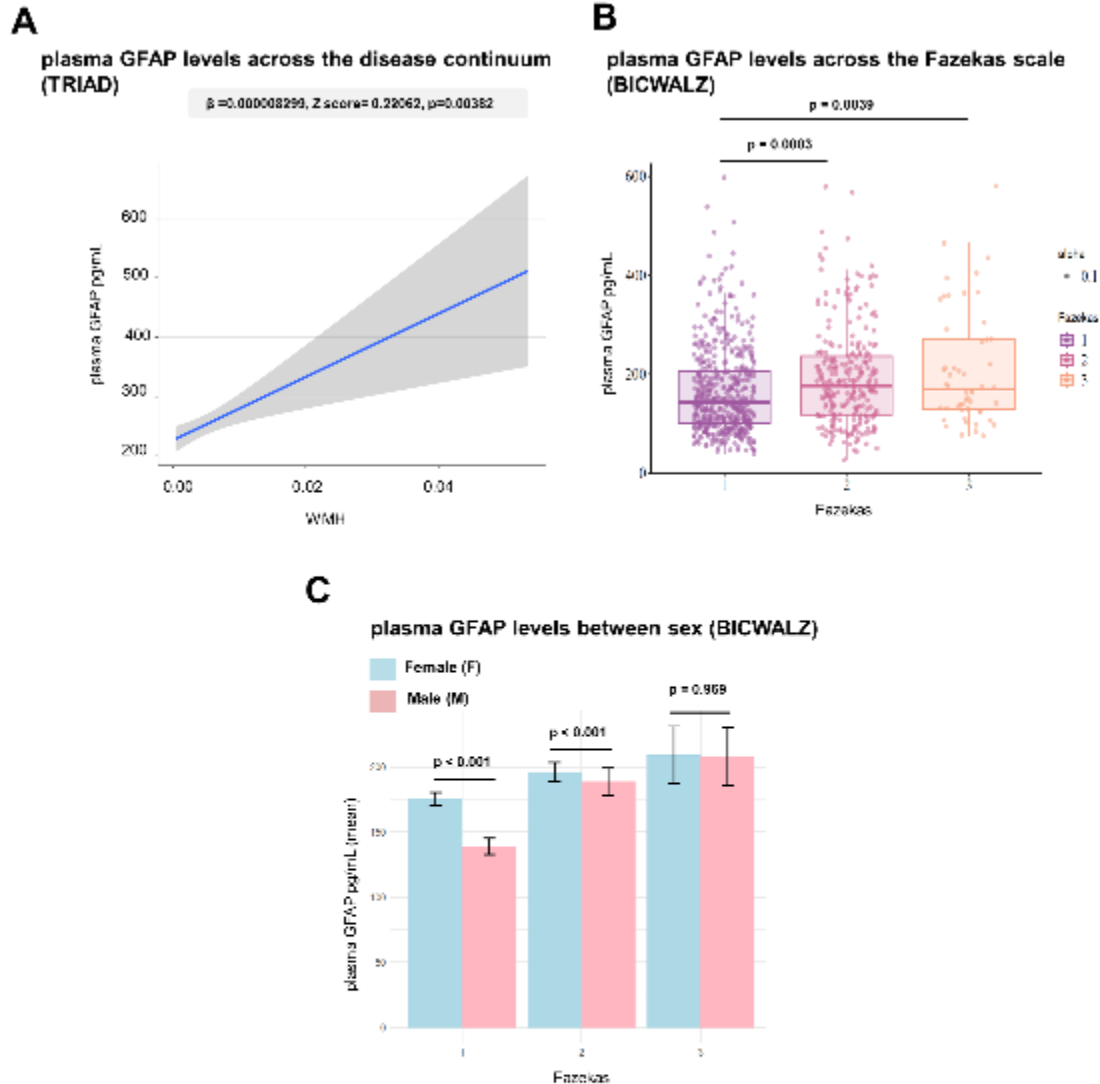 A
plasma GFAP levels across the disease continuum
(TRIAD)
β =0.000008299, Z score= 0.22062, p=0.00382
600
500
400
300
200
plasma GFAP pg/mL
0.00
0.02
0.04
WMH
B
plasma GFAP levels across the Fazekas scale
(BICWALZ)
p = 0.0039
p = 0.0003
600
400
200
0
plasma GFAP pg/mL
1
2
3
Fazekas
alpha
0.1
Fazekas
1
2
3
C
plasma GFAP levels between sex (BICWALZ)
Female (F)
Male (M)
p < 0.001
p < 0.001
p = 0.969
200
150
100
50
0
plasma GFAP pg/mL (mean)
1
2
3
Fazekas